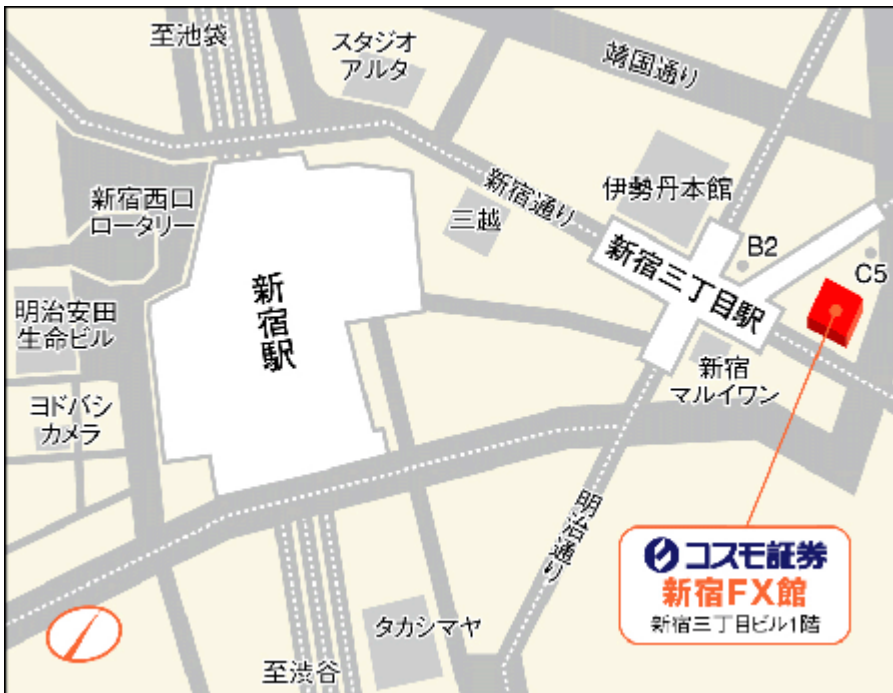 至池袋
スタジオ
アルタ
靖国通り
新宿西口
ロータリー
新宿通り
伊勢丹本館
三越
B2
C5
新宿三丁目駅
新宿駅
明治安田
生命ビル
新宿
マルイワン
ヨドバシ
カメラ
明治通り
コスモ証券
新宿FX館
新宿三丁目ビル1階
タカシマヤ
至渋谷